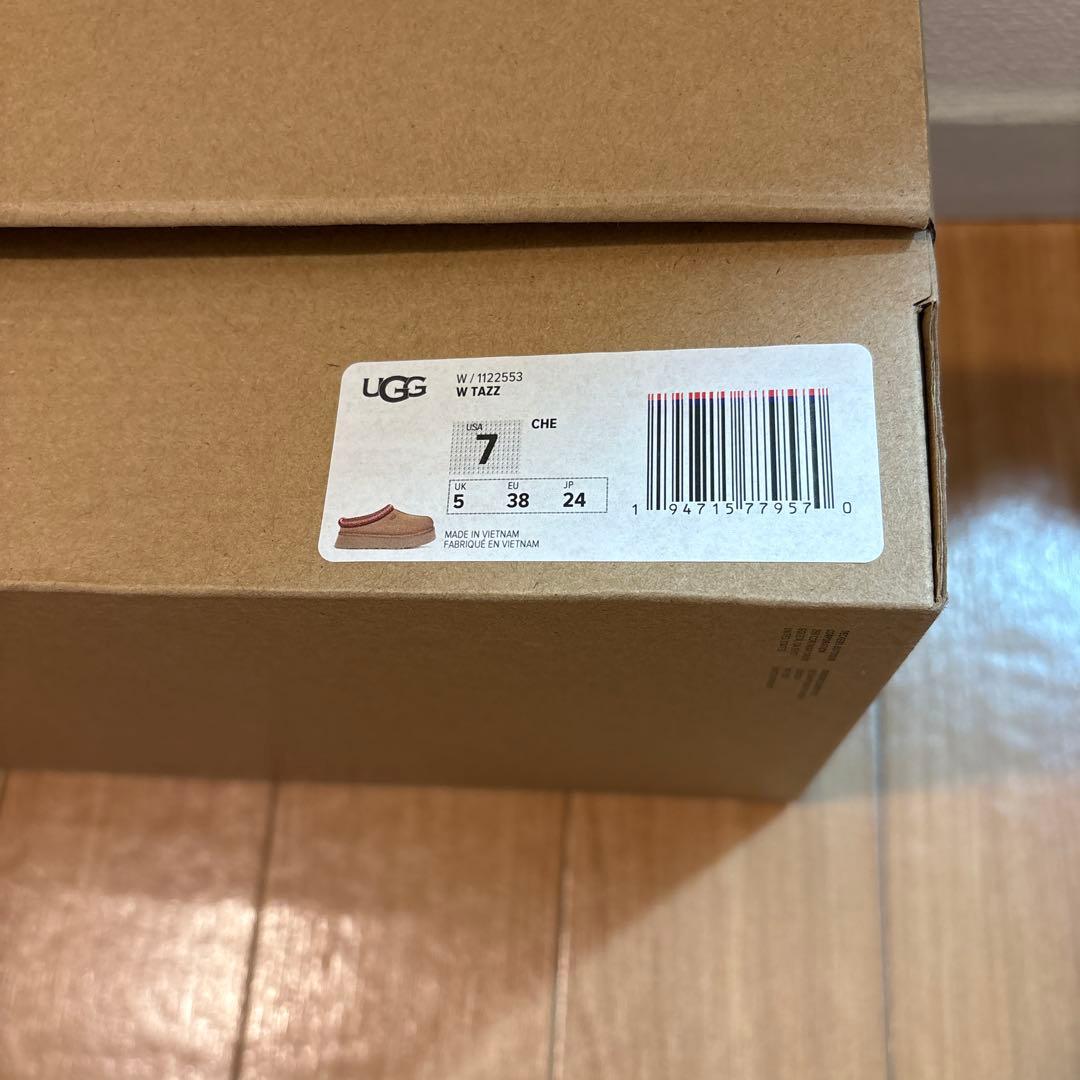 UGG
W / 1122553
W TAZZ
USA
7
CHE
UK EU JP
5 38 24
MADE IN VIETNAM
FABRIQUÉ EN VIETNAM
1 94715 77957 0